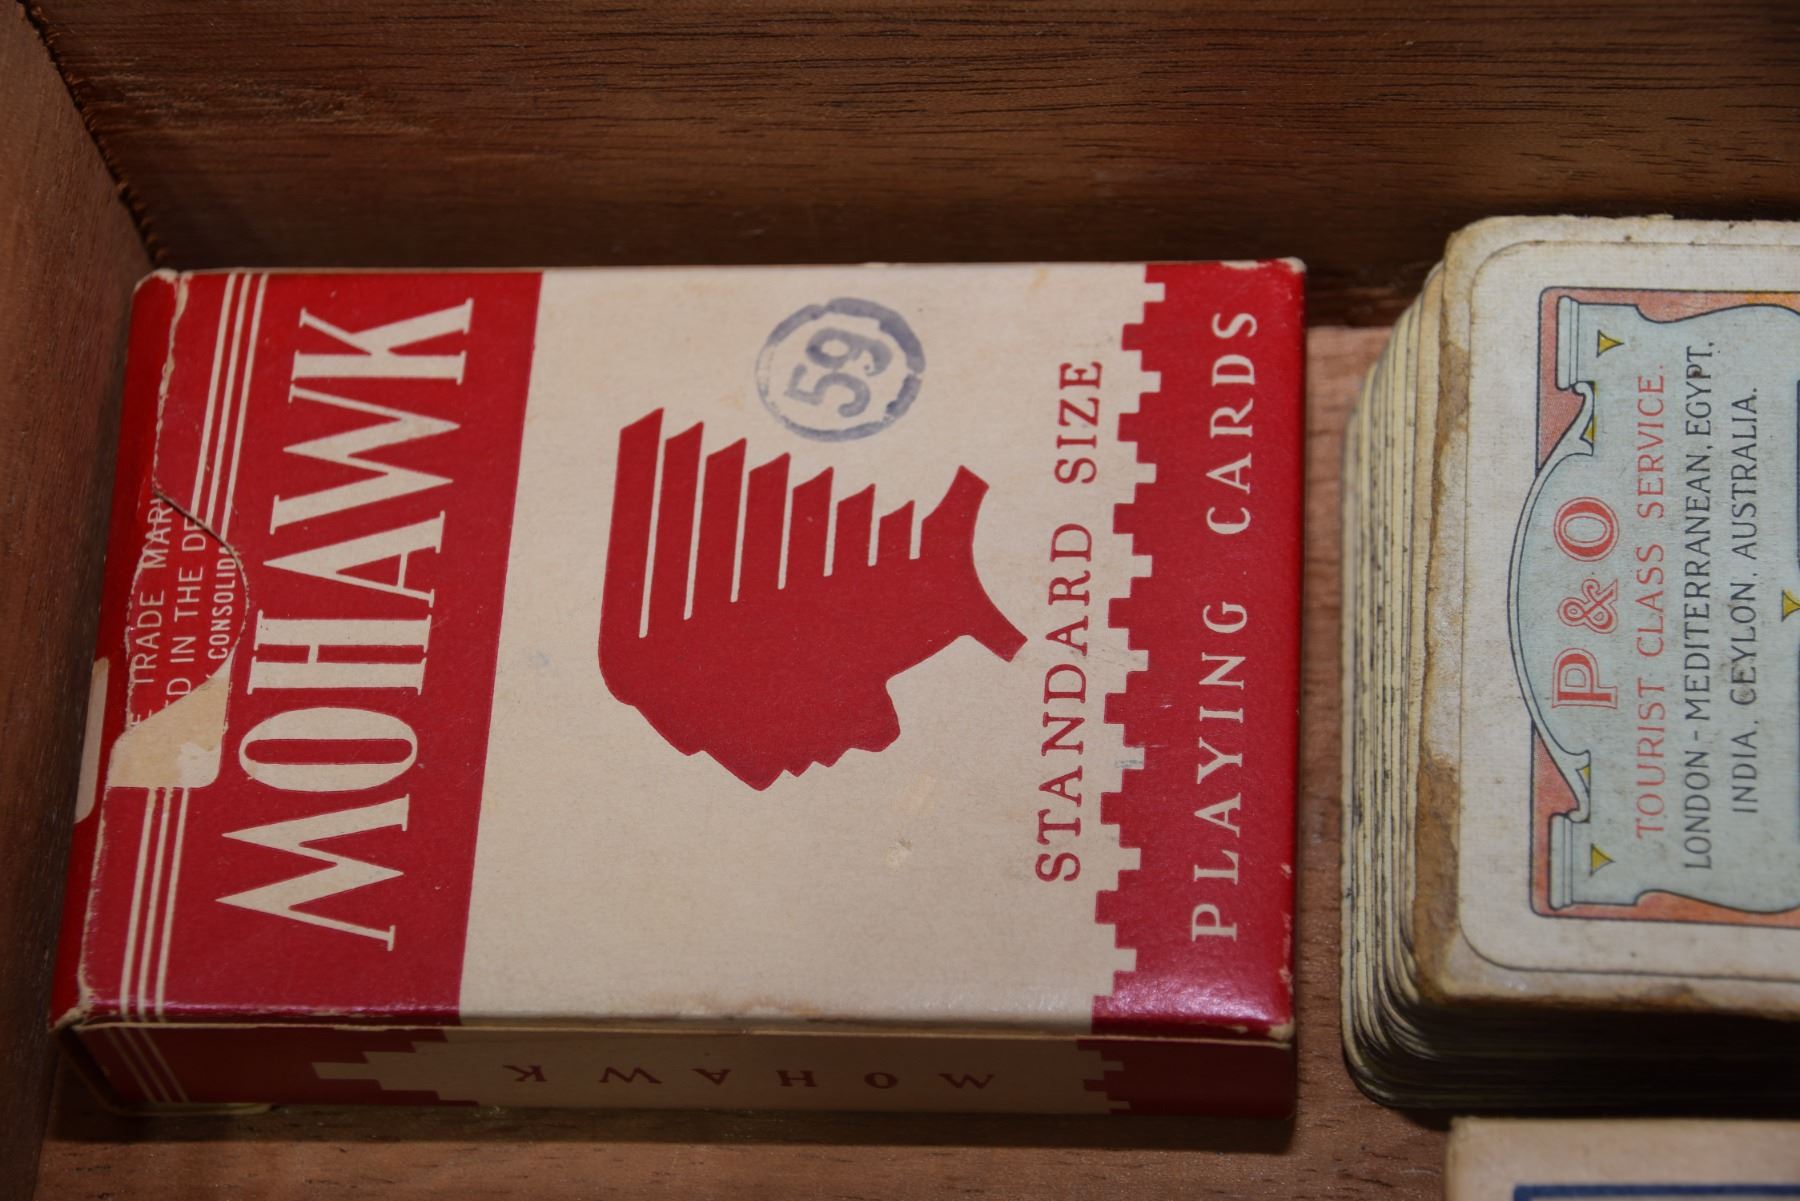 E TRADE MAR
D IN THE DE
CONSOLIDA
MOHAWK
59
STANDARD SIZE
PLAYING CARDS
MOHAWK
P & O
TOURIST CLASS SERVICE.
LONDON - MEDITERRANEAN, EGYPT,
INDIA, CEYLON, AUSTRALIA.